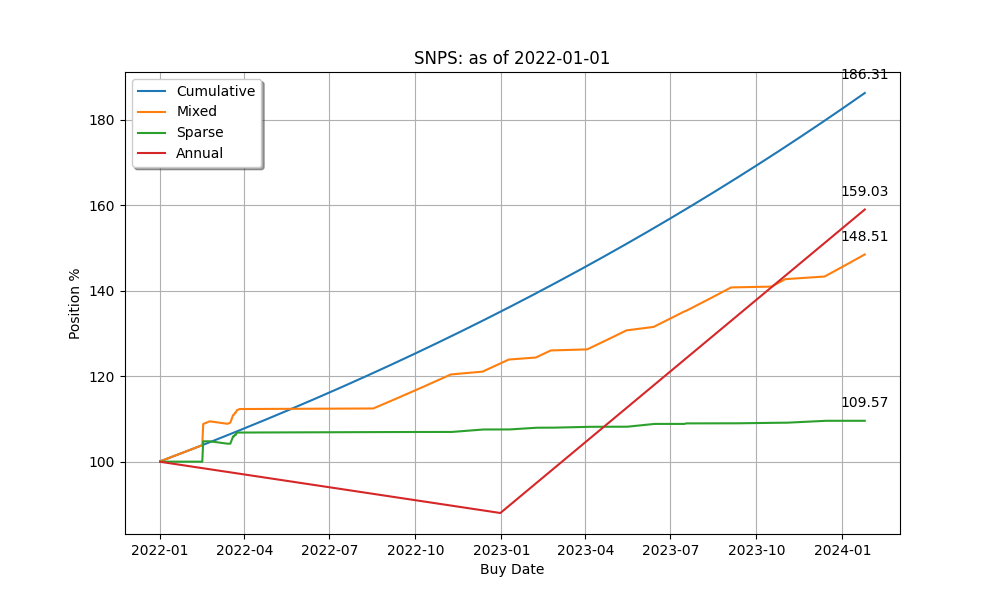 SNPS: as of 2022-01-01
Cumulative
Mixed
Sparse
Annual
186.31
159.03
148.51
109.57
Position %
180
160
140
120
100
2022-01 2022-04 2022-07 2022-10 2023-01 2023-04 2023-07 2023-10 2024-01
Buy Date